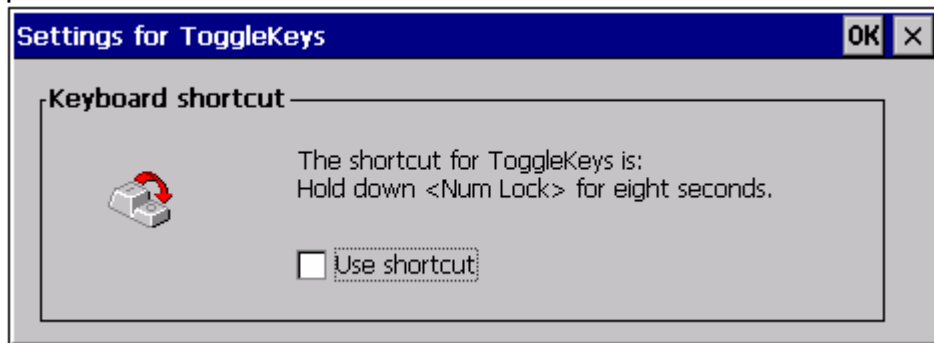 Settings for ToggleKeys
OK
Keyboard shortcut
The shortcut for ToggleKeys is:
Hold down <Num Lock> for eight seconds.
Use shortcut